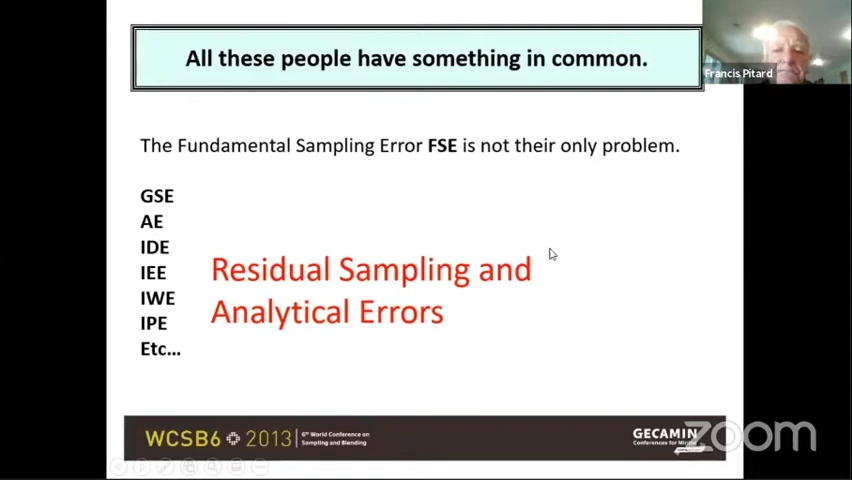 All these people have something in common.
Francis Pitard
The Fundamental Sampling Error FSE is not their only problem.
GSE
AE
IDE
IEE
IWE
IPE
Etc...
Residual Sampling and
Analytical Errors
WCSB6 2013
6th World Conference on
Sampling and Blending
GECAMIN
Conferences for
zoom